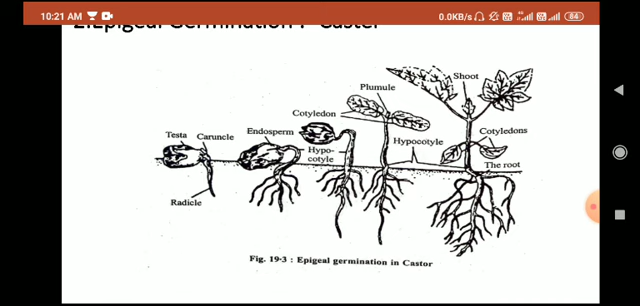 10:21 AM
0.0KB/s
84
2.Epigeal Germination : Castor
Shoot
Plumule
Cotyledon
Testa Caruncle
Endosperm
Hypo-
cotyle
Hypocotyle
Cotyledons
The root
Radicle
Fig. 19·3 : Epigeal germination in Castor